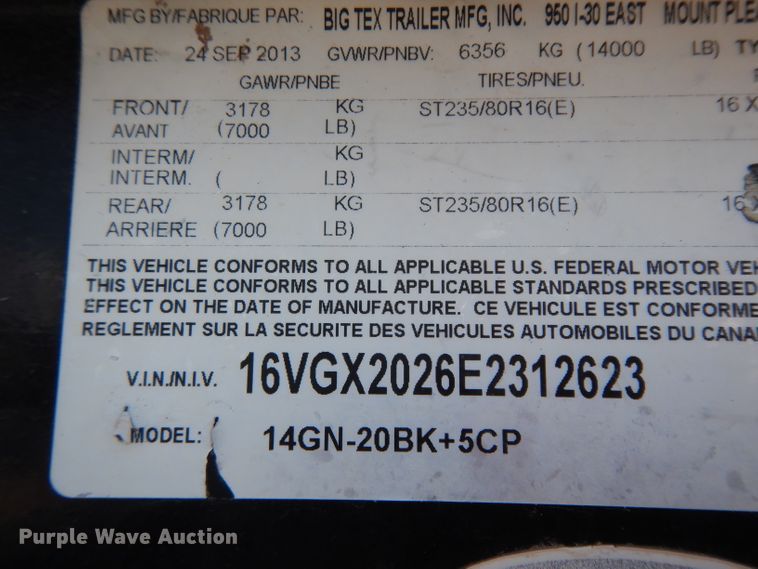 MFG BY/FABRIQUE PAR: BIG TEX TRAILER MFG, INC. 950 I-30 EAST MOUNT PLEA
DATE: 24 SEP 2013 GVWR/PNBV: 6356 KG (14000 LB) TY
GAWR/PNBE TIRES/PNEU.
FRONT/ 3178 KG ST235/80R16(E) 16 X
AVANT (7000 LB)
INTERM/ KG
INTERM. ( LB)
REAR/ 3178 KG ST235/80R16(E) 16X
ARRIERE (7000 LB)
THIS VEHICLE CONFORMS TO ALL APPLICABLE U.S. FEDERAL MOTOR VEH
THIS VEHICLE CONFORMS TO ALL APPLICABLE STANDARDS PRESCRIBED
EFFECT ON THE DATE OF MANUFACTURE. CE VEHICULE EST CONFORME
REGLEMENT SUR LA SECURITE DES VEHICULES AUTOMOBILES DU CANA
V.I.N./N.I.V. 16VGX2026E2312623
MODEL: 14GN-20BK+5CP
Purple Wave Auction